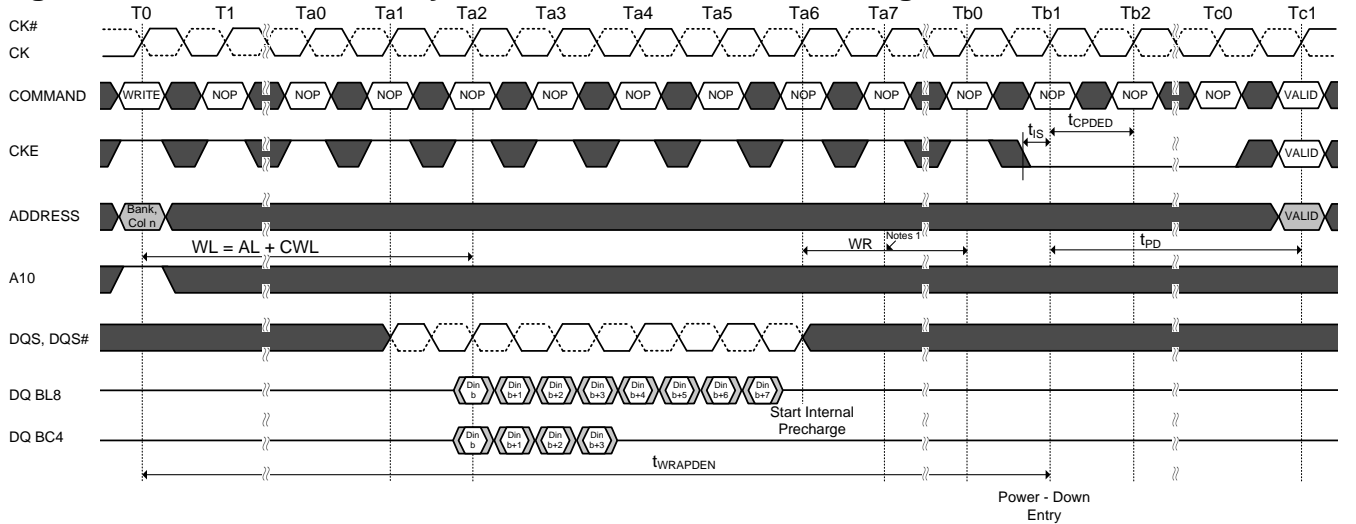 T0 T1 Ta0 Ta1 Ta2 Ta3 Ta4 Ta5 Ta6 Ta7 Tb0 Tb1 Tb2 Tc0 Tc1
CK#
CK
COMMAND WRITE NOP NOP NOP NOP NOP NOP NOP NOP NOP NOP NOP NOP NOP VALID
tIS tCPDED
CKE VALID
ADDRESS Bank, Col n VALID
WL = AL + CWL WR Notes 1 tPD
A10
DQS, DQS#
DQ BL8 Din b Din b+1 Din b+2 Din b+3 Din b+4 Din b+5 Din b+6 Din b+7
Start Internal
Precharge
DQ BC4 Din b Din b+1 Din b+2 Din b+3
tWRAPDEN
Power - Down
Entry